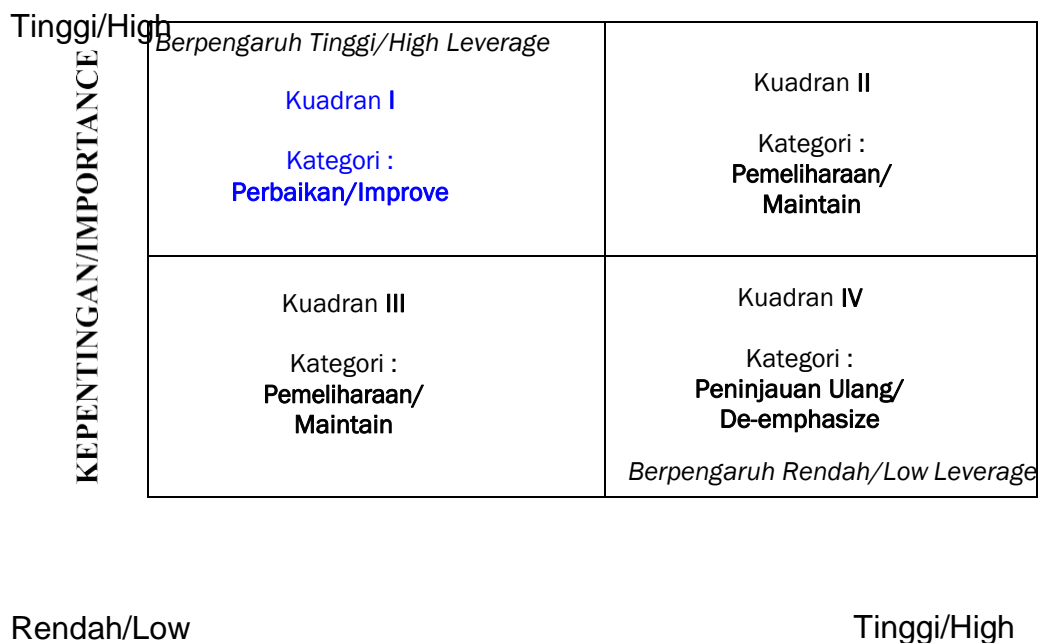 Tinggi/High
KEPENTINGAN/IMPORTANCE
Berpengaruh Tinggi/High Leverage
Kuadran I
Kategori :
Perbaikan/Improve
Kuadran II
Kategori :
Pemeliharaan/
Maintain
Kuadran III
Kategori :
Pemeliharaan/
Maintain
Kuadran IV
Kategori :
Peninjauan Ulang/
De-emphasize
Berpengaruh Rendah/Low Leverage
Rendah/Low
Tinggi/High